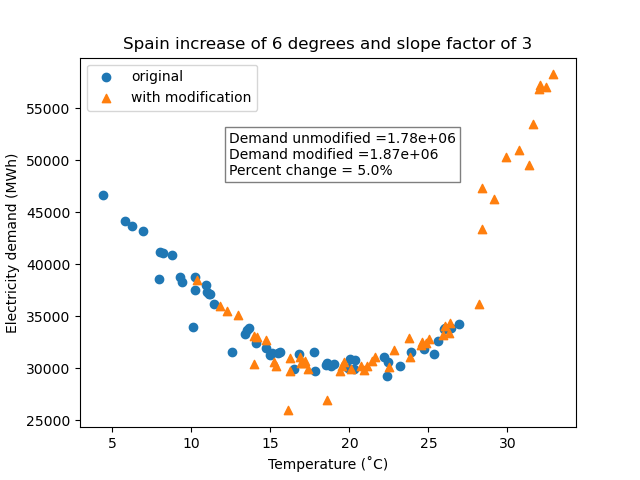 Spain increase of 6 degrees and slope factor of 3
original
with modification
Demand unmodified =1.78e+06
Demand modified =1.87e+06
Percent change = 5.0%
Electricity demand (MWh)
55000
50000
45000
40000
35000
30000
25000
5 10 15 20 25 30
Temperature (˚C)